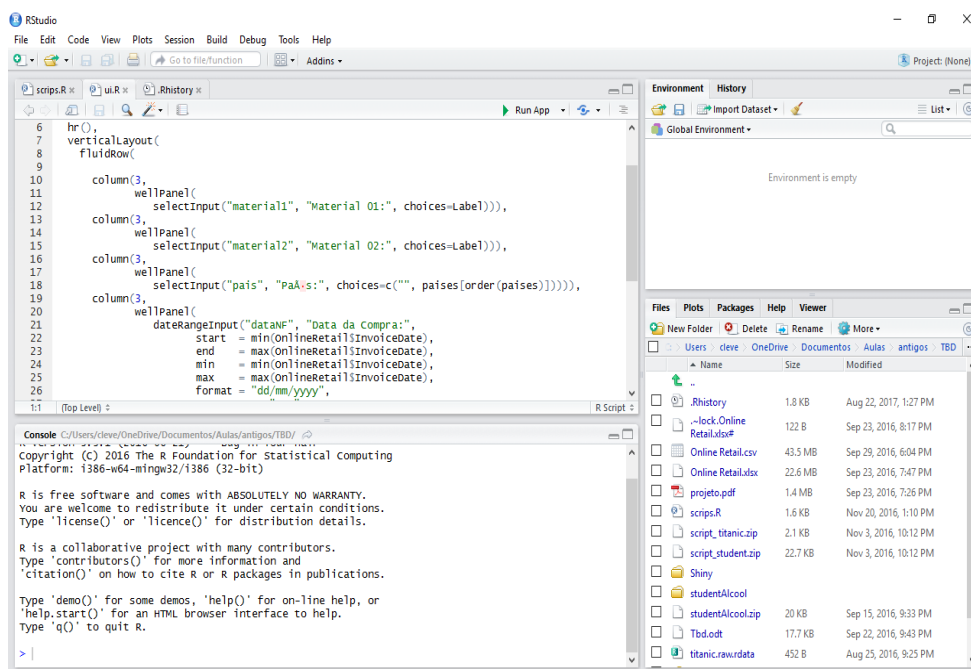 RStudio
File Edit Code View Plots Session Build Debug Tools Help
Go to file/function Addins Project: (None)
scrips.R ui.R .Rhistory
Run App
6 hr(),
7 verticalLayout(
8 fluidRow(
9
10 column(3,
11 wellPanel(
12 selectInput("material1", "Material 01:", choices=Label))),
13 column(3,
14 wellPanel(
15 selectInput("material2", "Material 02:", choices=Label))),
16 column(3,
17 wellPanel(
18 selectInput("pais", "PaÃ­s:", choices=c("", paises[order(paises)])))),
19 column(3,
20 wellPanel(
21 dateRangeInput("dataNF", "Data da Compra:",
22 start = min(OnlineRetail$InvoiceDate),
23 end = max(OnlineRetail$InvoiceDate),
24 min = min(OnlineRetail$InvoiceDate),
25 max = max(OnlineRetail$InvoiceDate),
26 format = "dd/mm/yyyy",
1:1 (Top Level) R Script
Console C:/Users/cleve/OneDrive/Documentos/Aulas/antigos/TBD/
Copyright (C) 2016 The R Foundation for Statistical Computing
Platform: i386-w64-mingw32/i386 (32-bit)
R is free software and comes with ABSOLUTELY NO WARRANTY.
You are welcome to redistribute it under certain conditions.
Type 'license()' or 'licence()' for distribution details.
R is a collaborative project with many contributors.
Type 'contributors()' for more information and
'citation()' on how to cite R or R packages in publications.
Type 'demo()' for some demos, 'help()' for on-line help, or
'help.start()' for an HTML browser interface to help.
Type 'q()' to quit R.
>
Environment History
Import Dataset List
Global Environment
Environment is empty
Files Plots Packages Help Viewer
New Folder Delete Rename More
Users cleve OneDrive Documentos Aulas antigos TBD
Name Size Modified
..
.Rhistory 1.8 KB Aug 22, 2017, 1:27 PM
.~lock.Online Retail.xlsx# 122 B Sep 23, 2016, 8:17 PM
Online Retail.csv 43.5 MB Sep 29, 2016, 6:04 PM
Online Retail.xlsx 22.6 MB Sep 23, 2016, 7:47 PM
projeto.pdf 1.4 MB Sep 23, 2016, 7:26 PM
scrips.R 1.6 KB Nov 20, 2016, 1:10 PM
script_titanic.zip 2.1 KB Nov 3, 2016, 10:12 PM
script_student.zip 22.7 KB Nov 3, 2016, 10:12 PM
Shiny
studentAlcool
studentAlcool.zip 20 KB Sep 15, 2016, 9:33 PM
Tbd.odt 17.7 KB Sep 22, 2016, 9:43 PM
titanic.raw.rdata 452 B Aug 25, 2016, 9:25 PM